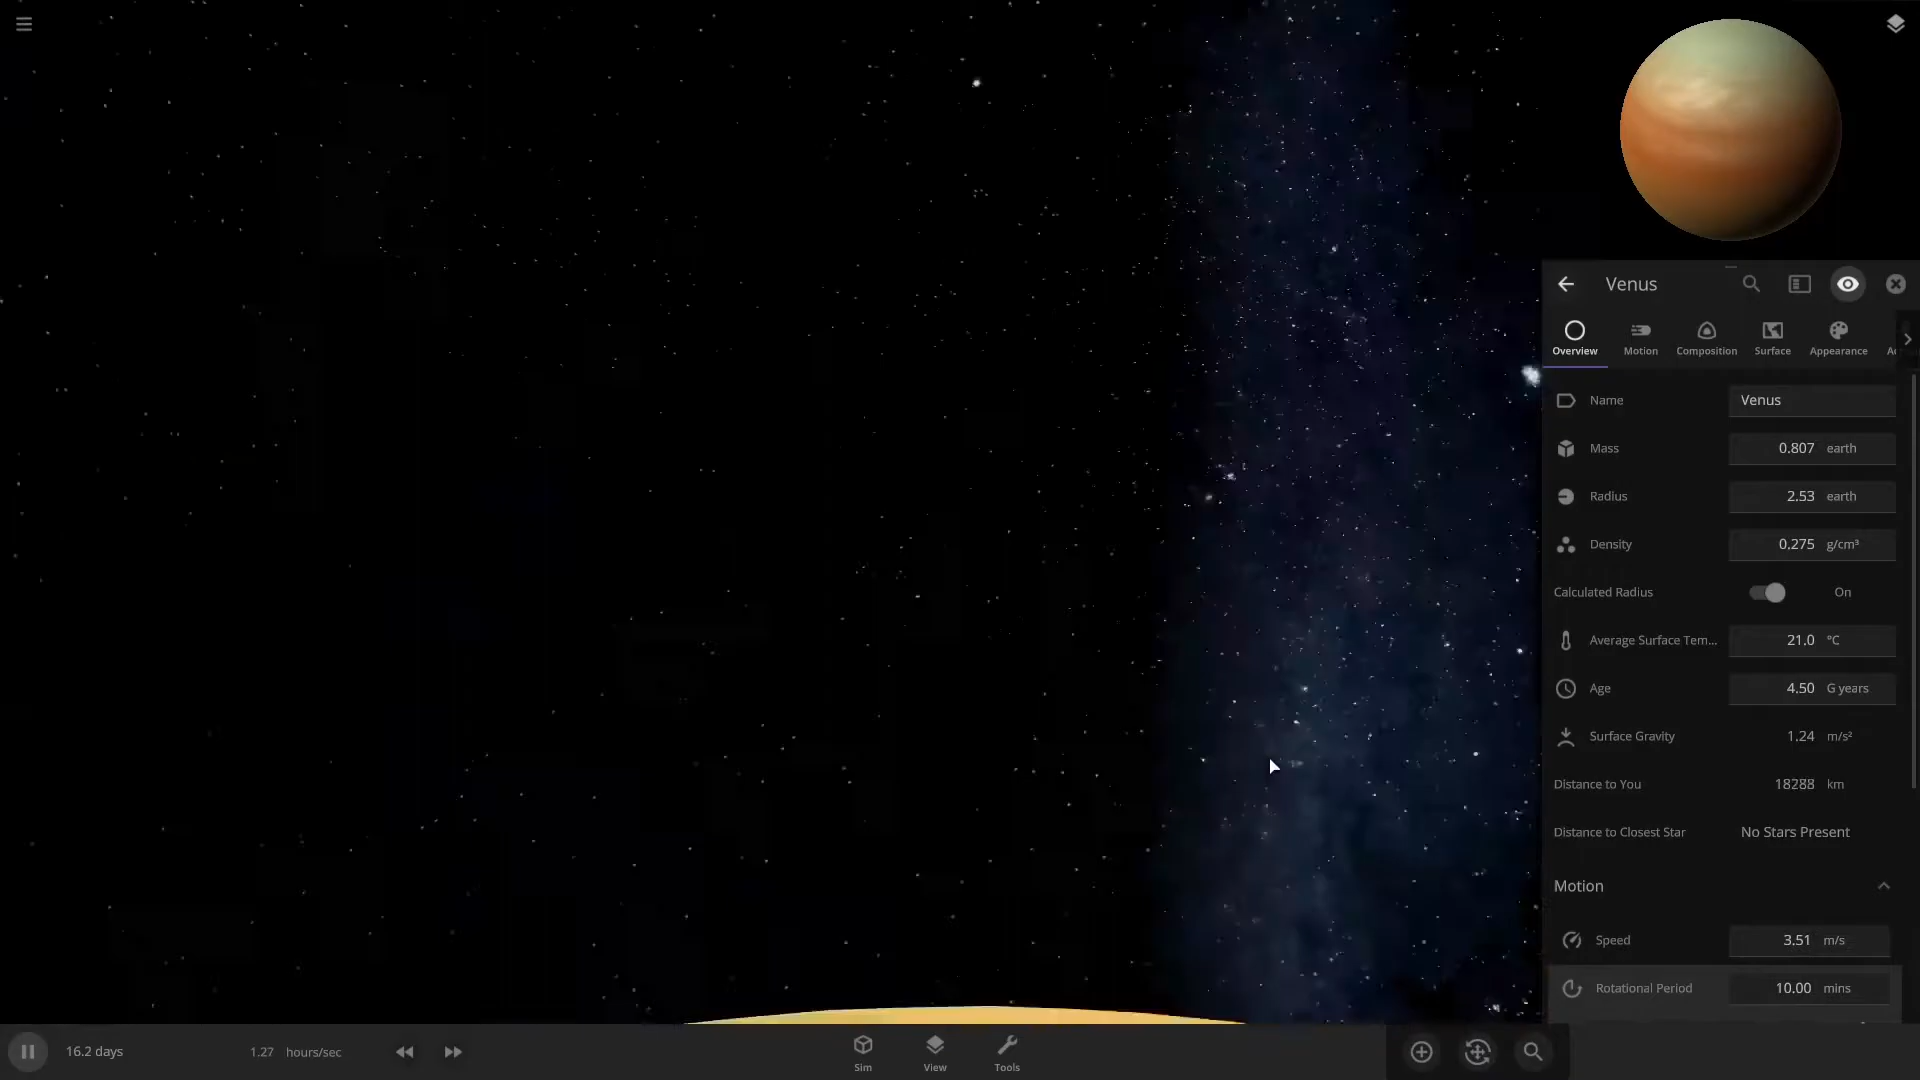 Venus
Overview
Motion
Composition
Surface
Appearance
Name
Venus
Mass
0.807 earth
Radius
2.53 earth
Density
0.275 g/cm³
Calculated Radius
On
Average Surface Tem...
21.0 °C
Age
4.50 G years
Surface Gravity
1.24 m/s²
Distance to You
18288 km
Distance to Closest Star
No Stars Present
Motion
Speed
3.51 m/s
Rotational Period
10.00 mins
16.2 days
1.27 hours/sec
Sim
View
Tools